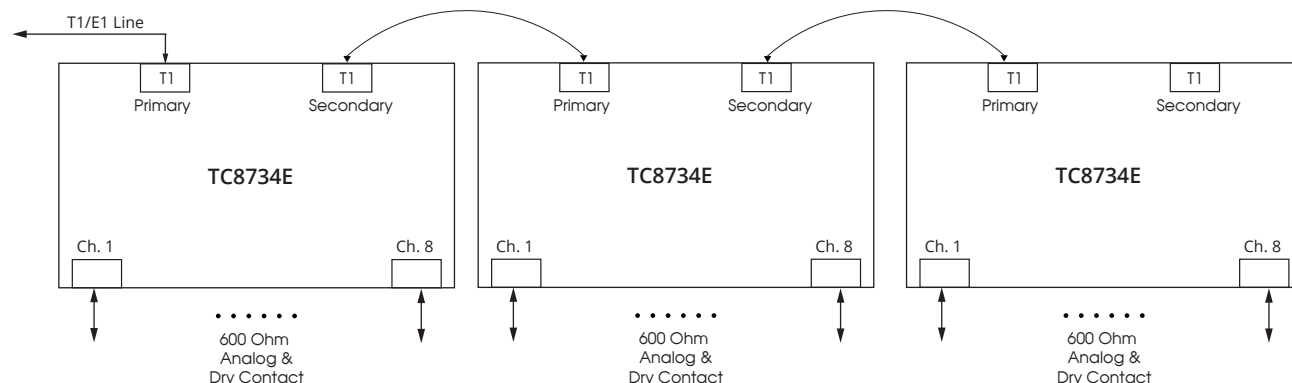 T1/E1 Line
T1
T1
T1
T1
T1
T1
Primary
Secondary
Primary
Secondary
Primary
Secondary
TC8734E
TC8734E
TC8734E
Ch. 1
Ch. 8
Ch. 1
Ch. 8
Ch. 1
Ch. 8
600 Ohm
Analog &
Dry Contact
600 Ohm
Analog &
Dry Contact
600 Ohm
Analog &
Dry Contact